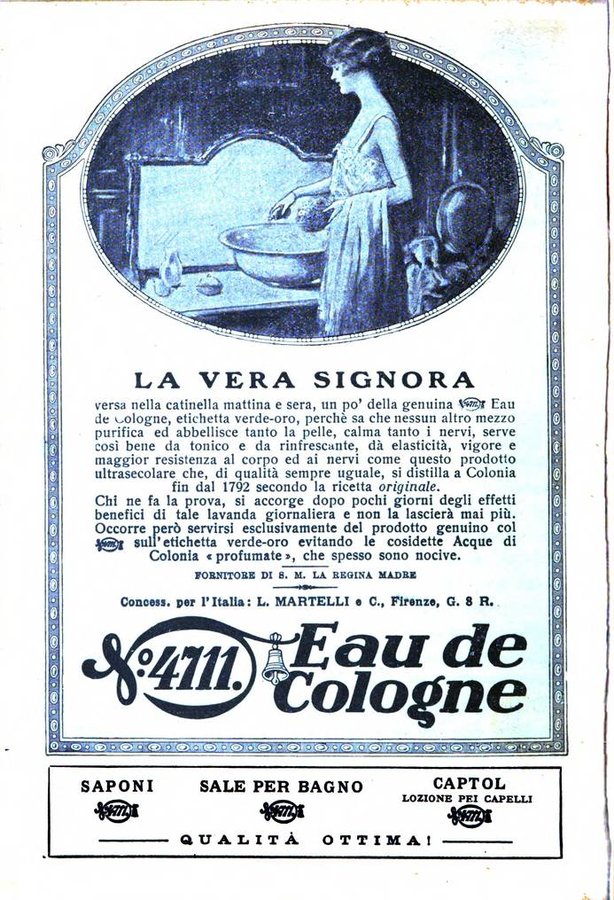 LA VERA SIGNORA
versa nella catinella mattina e sera, un po' della genuina 4711. Eau
de Cologne, etichetta verde-oro, perchè sa che nessun altro mezzo
purifica ed abbellisce tanto la pelle, calma tanto i nervi, serve
così bene da tonico e da rinfrescante, dà elasticità, vigore e
maggior resistenza al corpo ed ai nervi come questo prodotto
ultrasecolare che, di qualità sempre uguale, si distilla a Colonia
fin dal 1792 secondo la ricetta originale.
Chi ne fa la prova, si accorge dopo pochi giorni degli effetti
benefici di tale lavanda giornaliera e non la lascierà mai più.
Occorre però servirsi esclusivamente del prodotto genuino col
4711. sull'etichetta verde-oro evitando le cosidette Acque di
Colonia « profumate », che spesso sono nocive.
FORNITORE DI S. M. LA REGINA MADRE
Concess. per l'Italia: L. MARTELLI e C., Firenze, G. 8 R.
No. 4711. Eau de
Cologne
SAPONI SALE PER BAGNO CAPTOL
LOZIONE PEI CAPELLI
4711. 4711. 4711.
QUALITÀ OTTIMA!